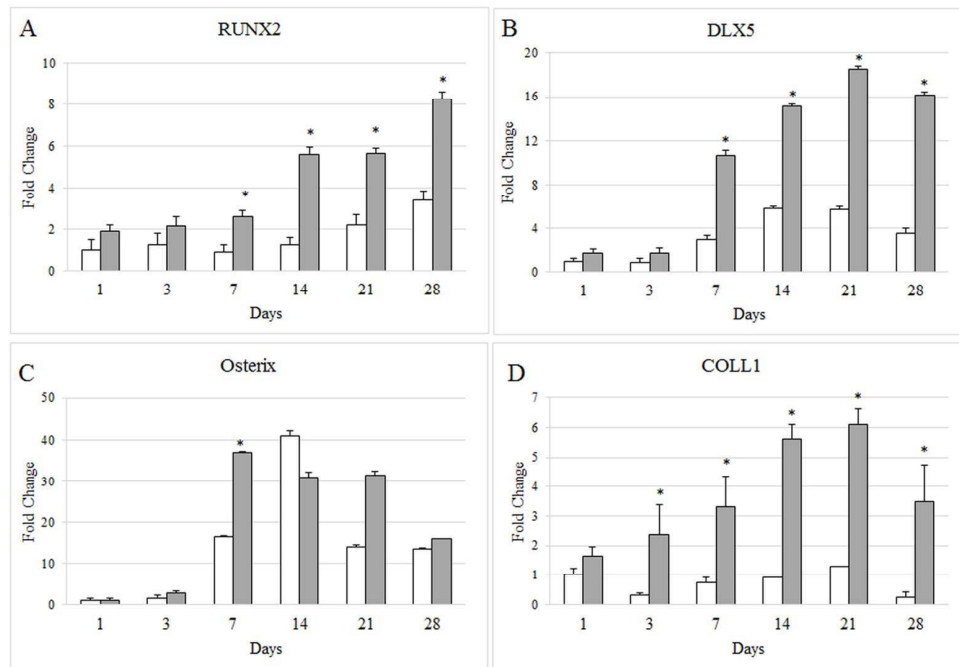 A
RUNX2
10
8
6
4
2
0
Fold Change
* * * *
1 3 7 14 21 28
Days
B
DLX5
20
16
12
8
4
0
Fold Change
* * * *
1 3 7 14 21 28
Days
C
Osterix
50
40
30
20
10
0
Fold Change
*
1 3 7 14 21 28
Days
D
COLL1
7
6
5
4
3
2
1
0
Fold Change
* * * * *
1 3 7 14 21 28
Days